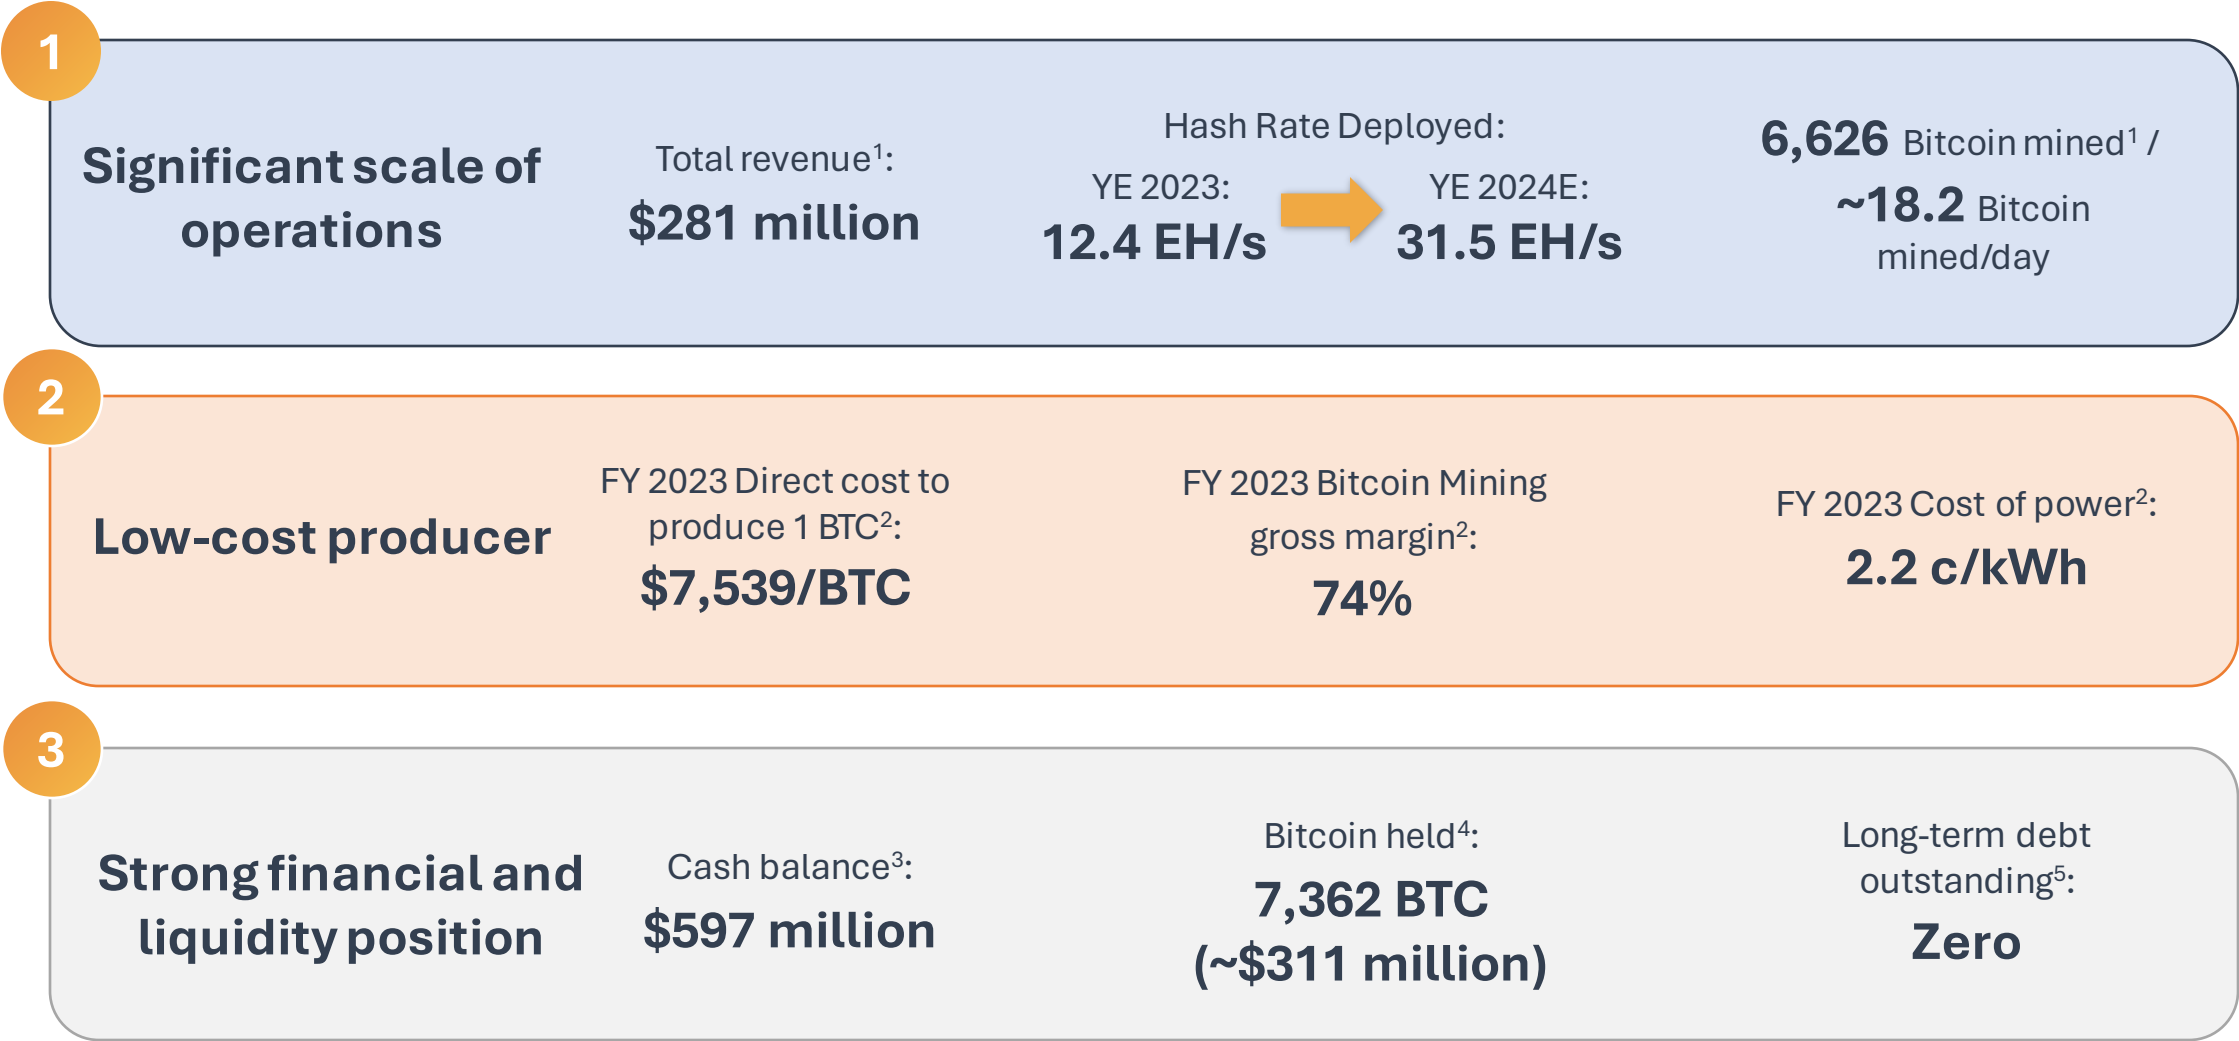 1
Significant scale of
operations
Total revenue¹:
$281 million
Hash Rate Deployed:
YE 2023:
12.4 EH/s
YE 2024E:
31.5 EH/s
6,626 Bitcoin mined¹ /
~18.2 Bitcoin
mined/day
2
Low-cost producer
FY 2023 Direct cost to
produce 1 BTC²:
$7,539/BTC
FY 2023 Bitcoin Mining
gross margin²:
74%
FY 2023 Cost of power²:
2.2 c/kWh
3
Strong financial and
liquidity position
Cash balance³:
$597 million
Bitcoin held⁴:
7,362 BTC
(~$311 million)
Long-term debt
outstanding⁵:
Zero